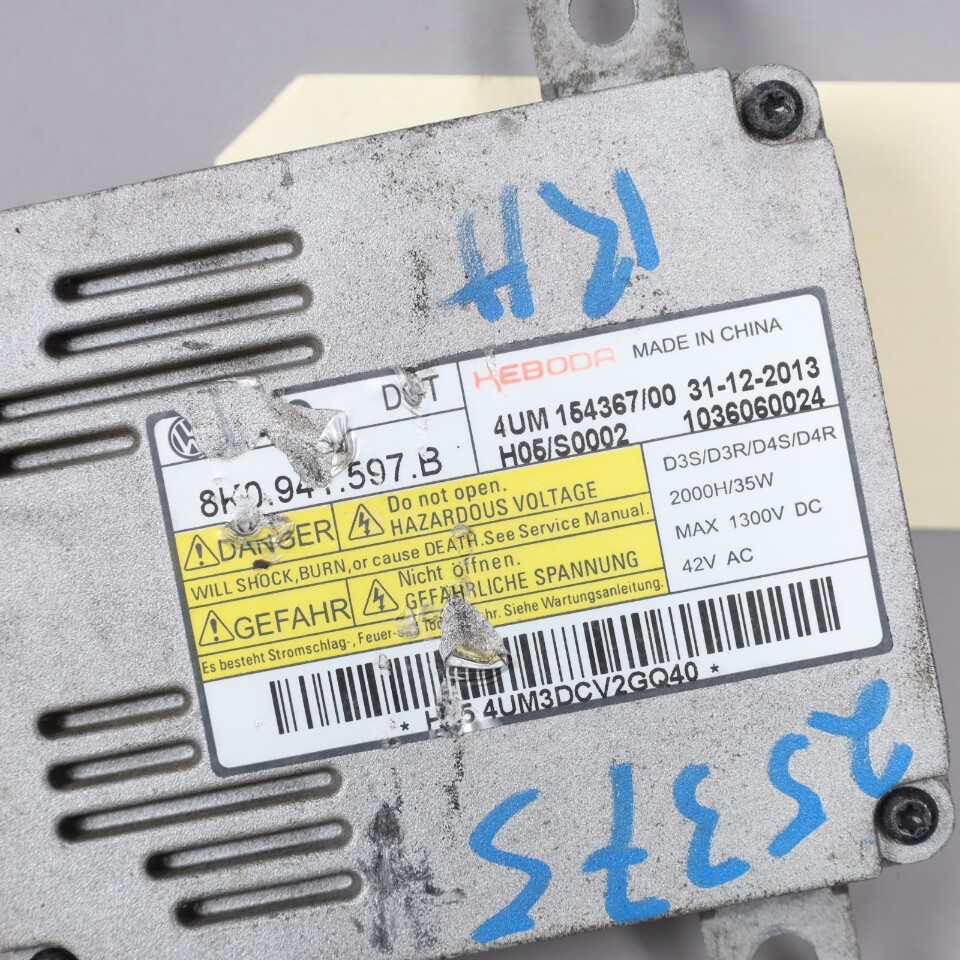 RH
DOT
KEBODA MADE IN CHINA
4UM 154367/00 31-12-2013
H05/S0002 1036060024
8K0.941.597.B
DANGER
Do not open.
HAZARDOUS VOLTAGE
WILL SHOCK, BURN, or cause DEATH. See Service Manual.
GEFAHR
Nicht öffnen.
GEFÄHRLICHE SPANNUNG
Es besteht Stromschlag-, Feuer- Siehe Wartungsanleitung.
D3S/D3R/D4S/D4R
2000H/35W
MAX 1300V DC
42V AC
* 4UM3DCV2GQ40 *
25375